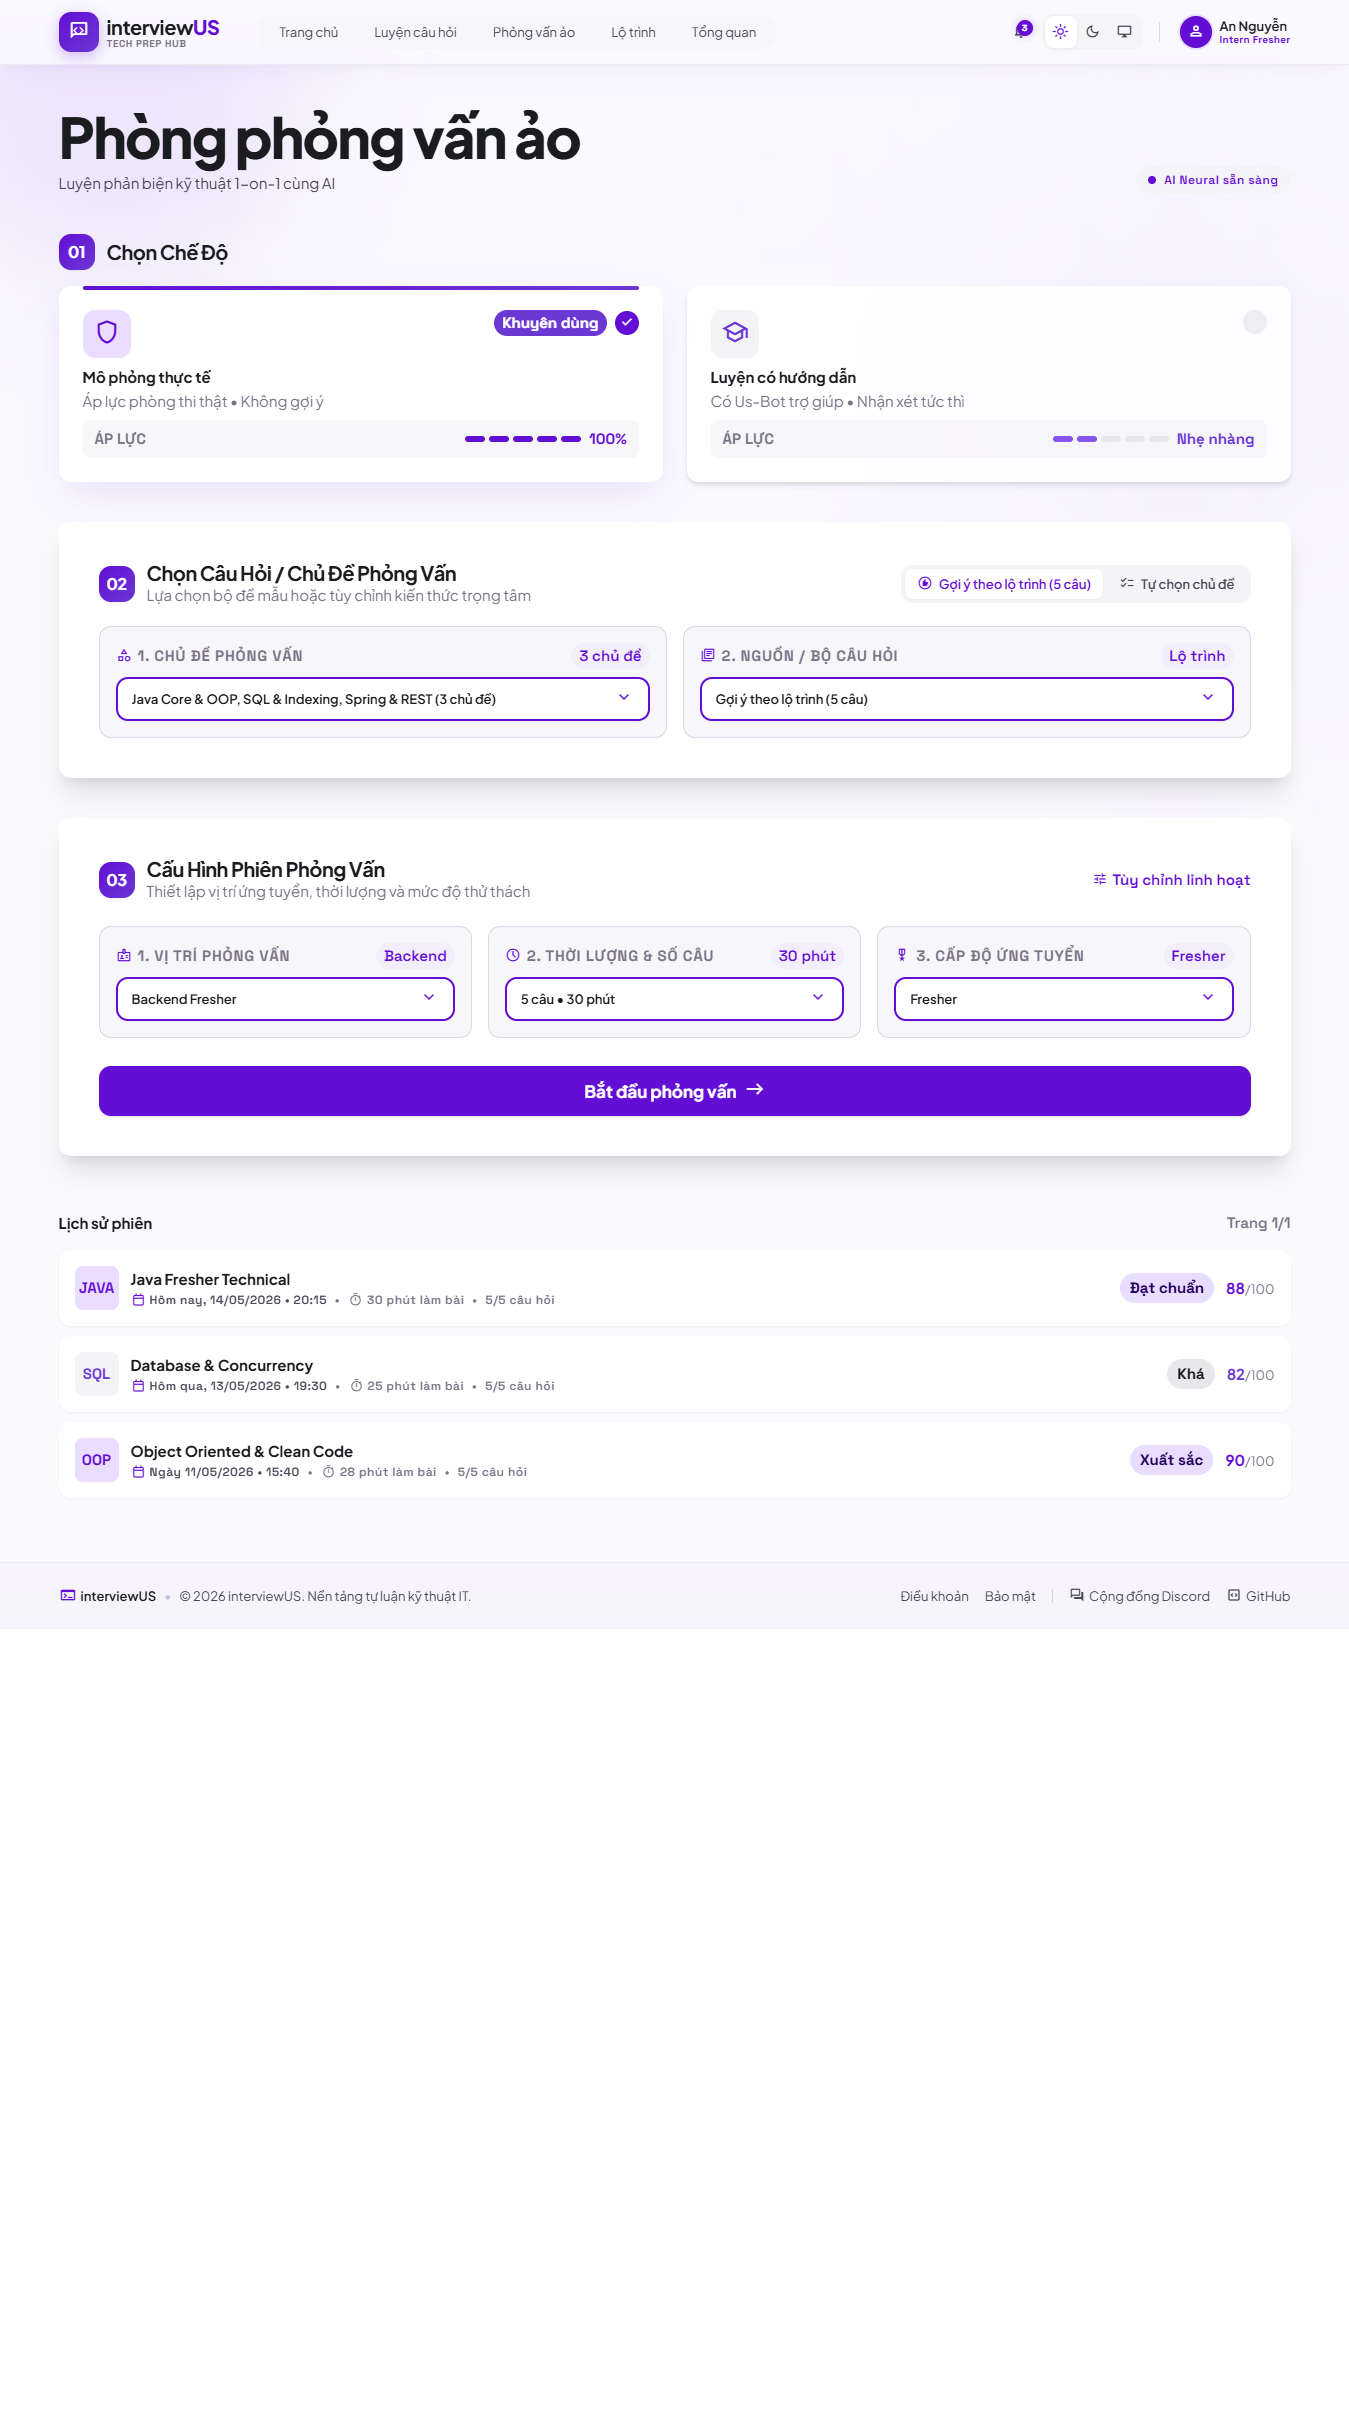 interviewUS
TECH PREP HUB
Trang chủ
Luyện câu hỏi
Phỏng vấn ảo
Lộ trình
Tổng quan
3
An Nguyễn
Intern Fresher
Phòng phỏng vấn ảo
Luyện phản biện kỹ thuật 1-on-1 cùng AI
AI Neural sẵn sàng
01 Chọn Chế Độ
Khuyên dùng
Mô phỏng thực tế
Áp lực phòng thi thật • Không gợi ý
ÁP LỰC 100%
Luyện có hướng dẫn
Có Us-Bot trợ giúp • Nhận xét tức thì
ÁP LỰC Nhẹ nhàng
02 Chọn Câu Hỏi / Chủ Đề Phỏng Vấn
Lựa chọn bộ đề mẫu hoặc tùy chỉnh kiến thức trọng tâm
Gợi ý theo lộ trình (5 câu)
Tự chọn chủ đề
1. CHỦ ĐỀ PHỎNG VẤN 3 chủ đề
Java Core & OOP, SQL & Indexing, Spring & REST (3 chủ đề)
2. NGUỒN / BỘ CÂU HỎI Lộ trình
Gợi ý theo lộ trình (5 câu)
03 Cấu Hình Phiên Phỏng Vấn
Thiết lập vị trí ứng tuyển, thời lượng và mức độ thử thách
Tùy chỉnh linh hoạt
1. VỊ TRÍ PHỎNG VẤN Backend
Backend Fresher
2. THỜI LƯỢNG & SỐ CÂU 30 phút
5 câu • 30 phút
3. CẤP ĐỘ ỨNG TUYỂN Fresher
Fresher
Bắt đầu phỏng vấn →
Lịch sử phiên
Trang 1/1
JAVA
Java Fresher Technical
Hôm nay, 14/05/2026 • 20:15 • 30 phút làm bài • 5/5 câu hỏi
Đạt chuẩn 88/100
SQL
Database & Concurrency
Hôm qua, 13/05/2026 • 19:30 • 25 phút làm bài • 5/5 câu hỏi
Khá 82/100
OOP
Object Oriented & Clean Code
Ngày 11/05/2026 • 15:40 • 28 phút làm bài • 5/5 câu hỏi
Xuất sắc 90/100
interviewUS • © 2026 interviewUS. Nền tảng tự luận kỹ thuật IT.
Điều khoản
Bảo mật
Cộng đồng Discord
GitHub